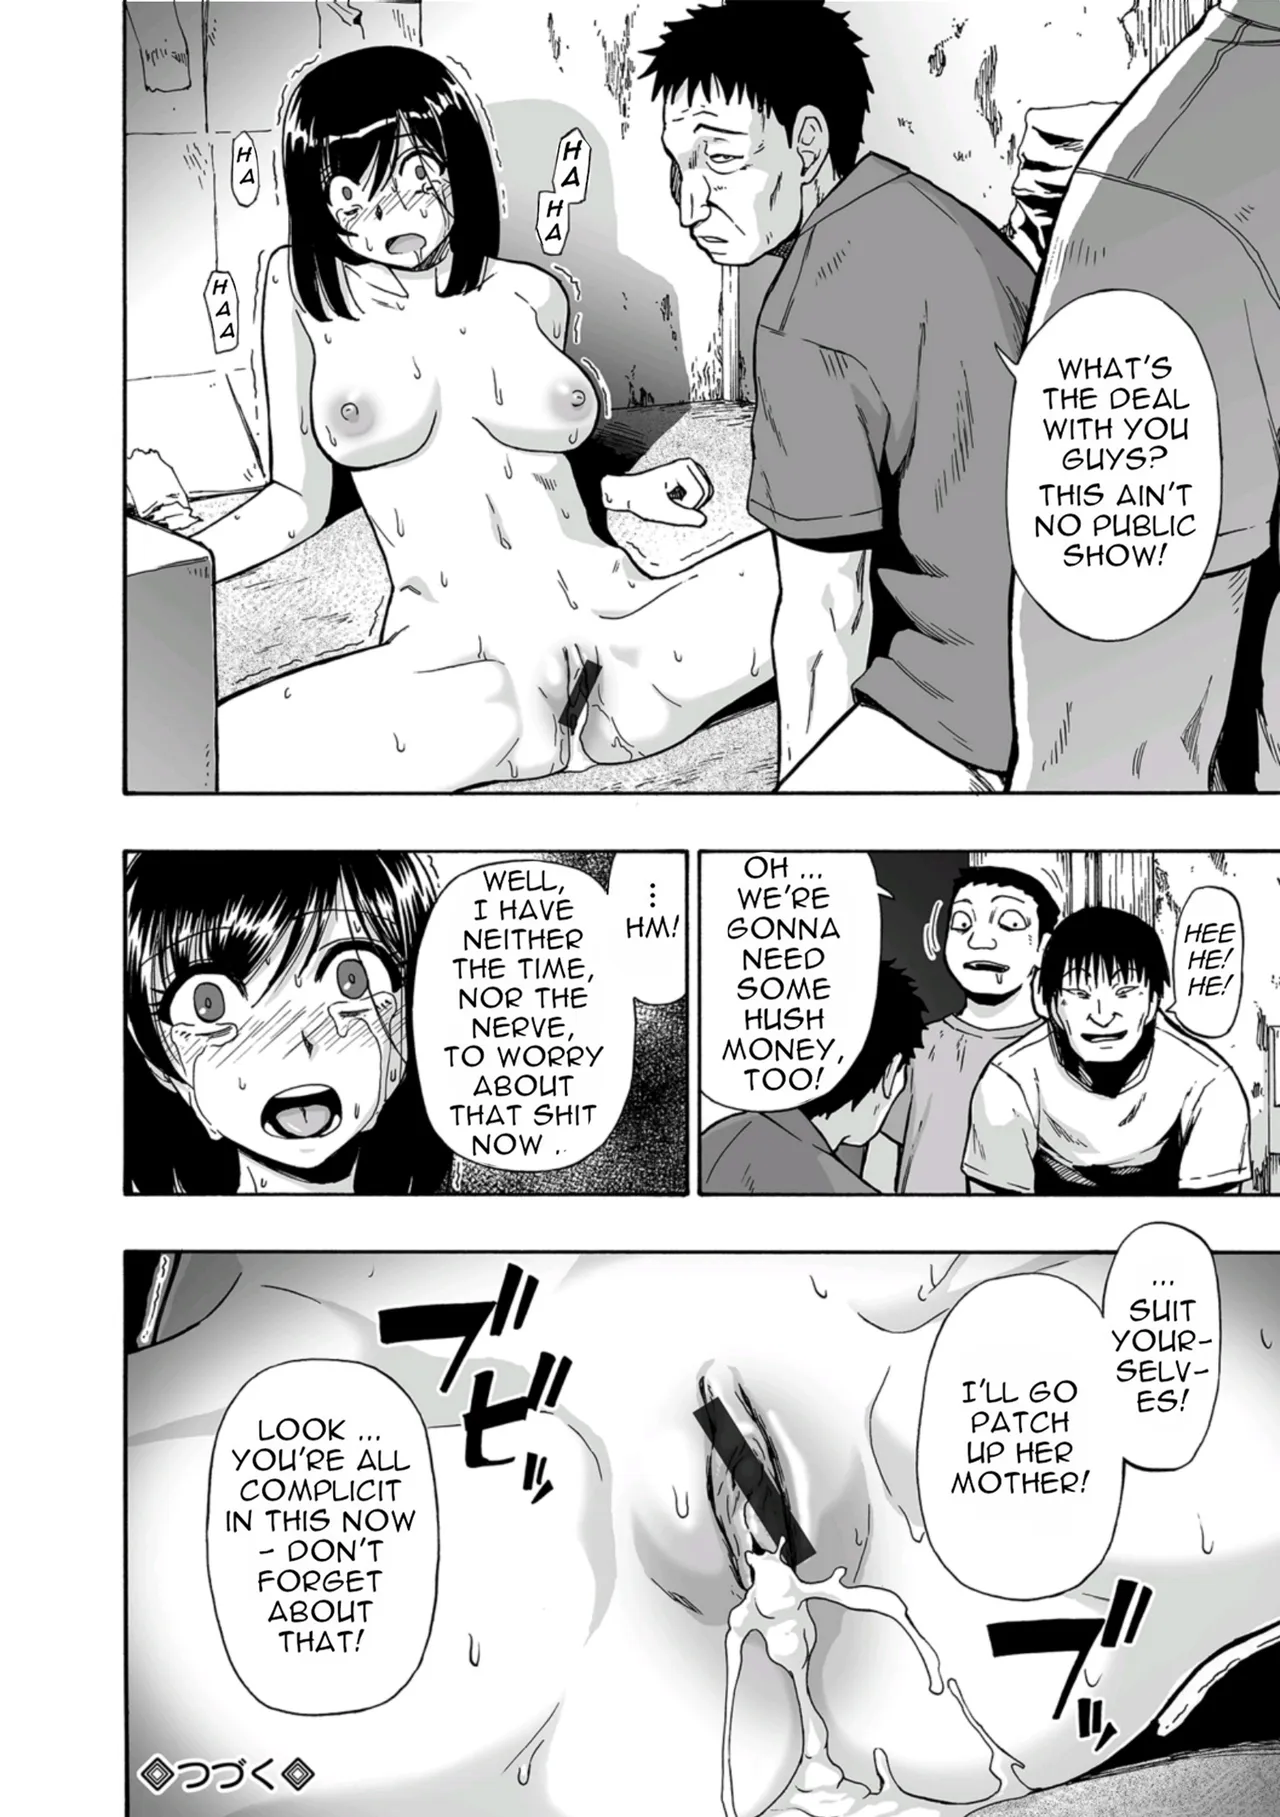 WHAT'S
THE DEAL
WITH YOU
GUYS?
THIS AIN'T
NO PUBLIC
SHOW!
HA
HA
HA
HA
HAA
HEE
HE!
HE!
OH ...
WE'RE
GONNA
NEED
SOME
HUSH
MONEY,
TOO!
...
HM!
WELL,
I HAVE
NEITHER
THE TIME,
NOR THE
NERVE,
TO WORRY
ABOUT
THAT SHIT
NOW ..
...
SUIT
YOUR-
SELV-
ES!
I'LL GO
PATCH
UP HER
MOTHER!
ブピッ
LOOK ...
YOU'RE ALL
COMPLICIT
IN THIS NOW
- DON'T
FORGET
ABOUT
THAT!
ブッ
つづく